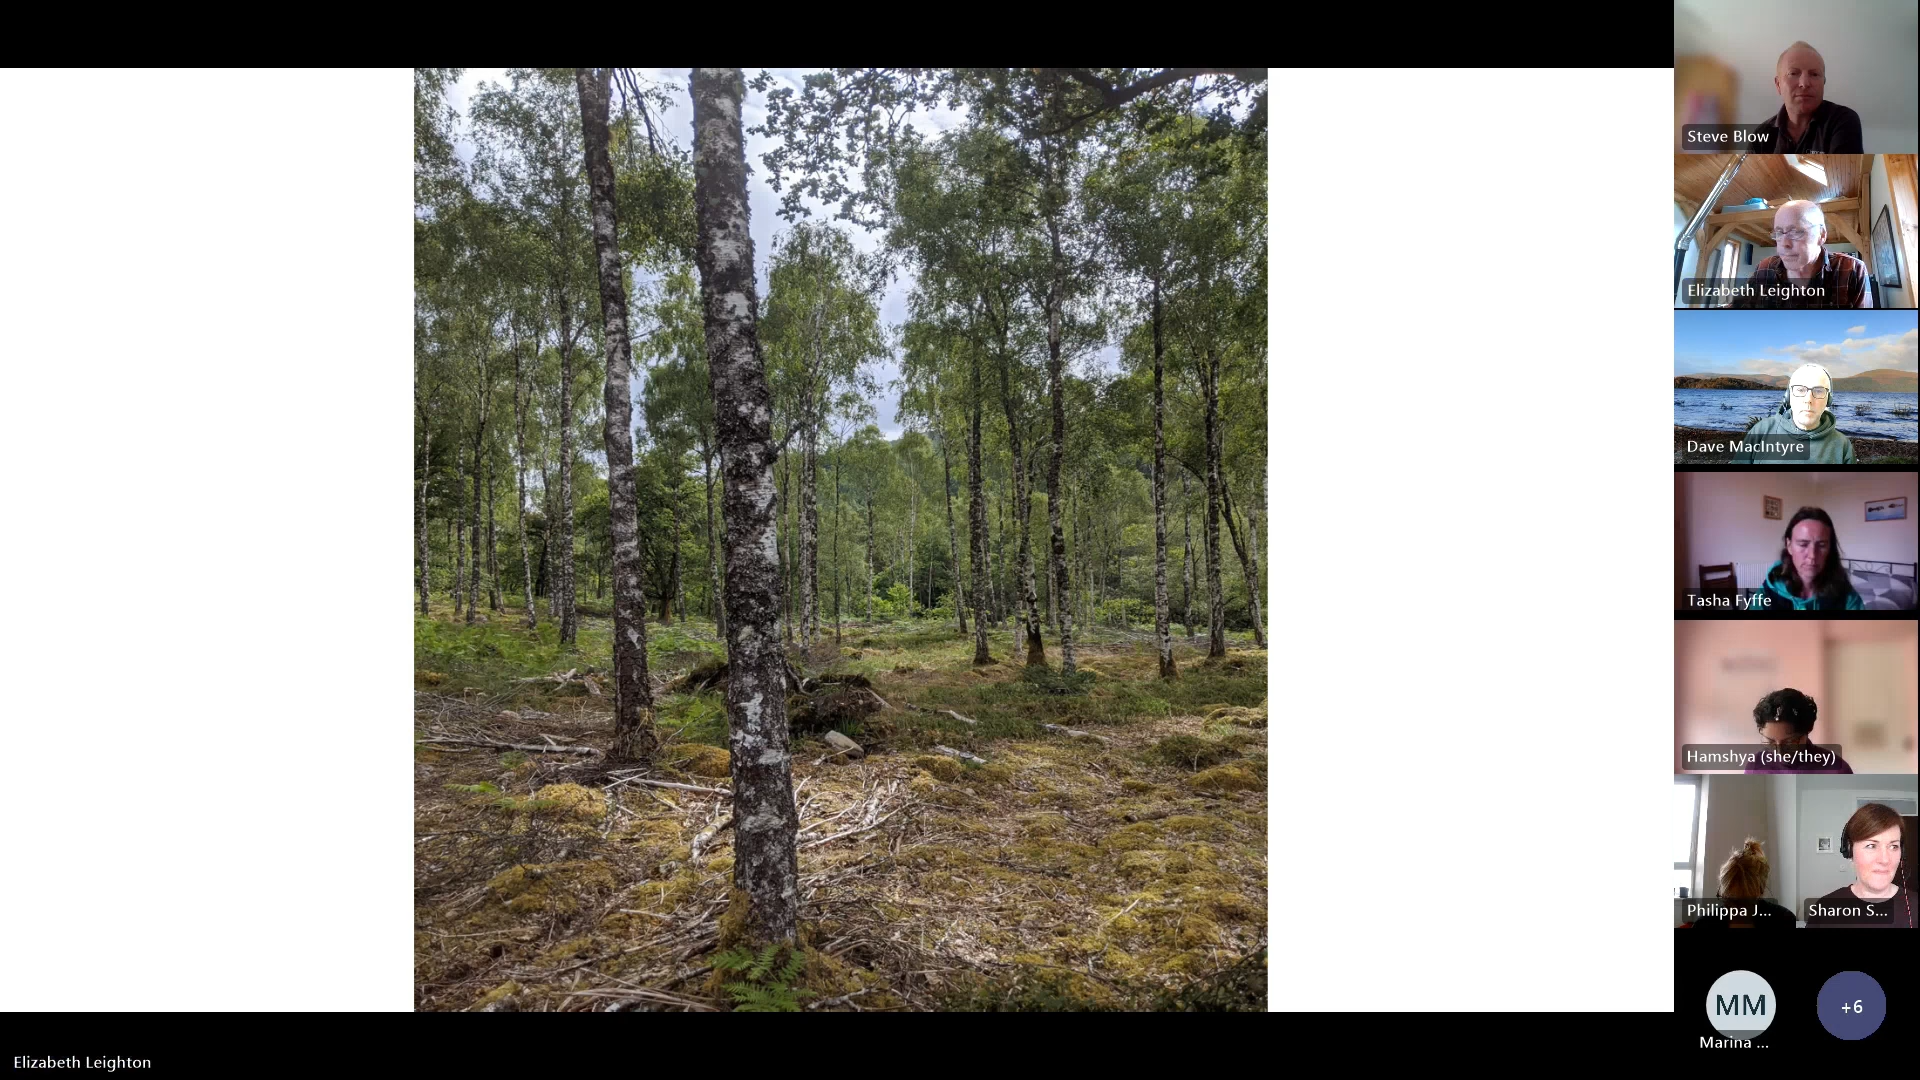 Steve Blow
Elizabeth Leighton
Dave MacIntyre
Tasha Fyffe
Hamshya (she/they)
Philippa J...
Sharon S...
MM
+6
Marina ...
Elizabeth Leighton